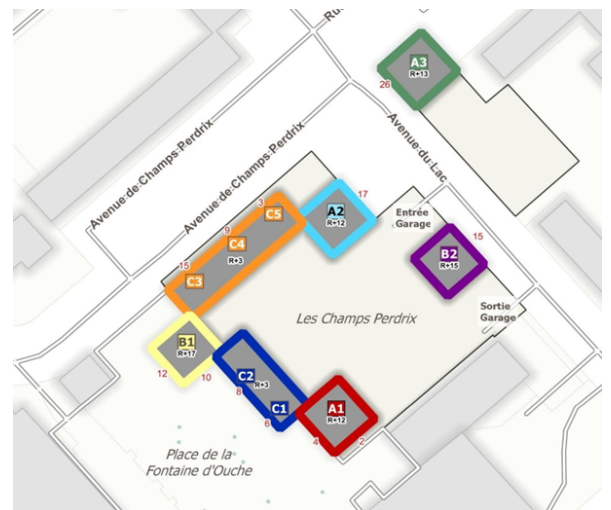 Ru
A3
R+13
26
Avenue-de-Champs-Perdrix
Avenue-de-Champs-Perdrix
Avenue-du-Lac
3
C5
A2
R+12
17
9
C4
R+3
Entrée
Garage
B2
R+15
15
15
C3
Sortie
Garage
Les Champs Perdrix
B1
R+17
12
10
C2
R+3
8
C1
6
A1
R+12
4
2
Place de la
Fontaine d'Ouche